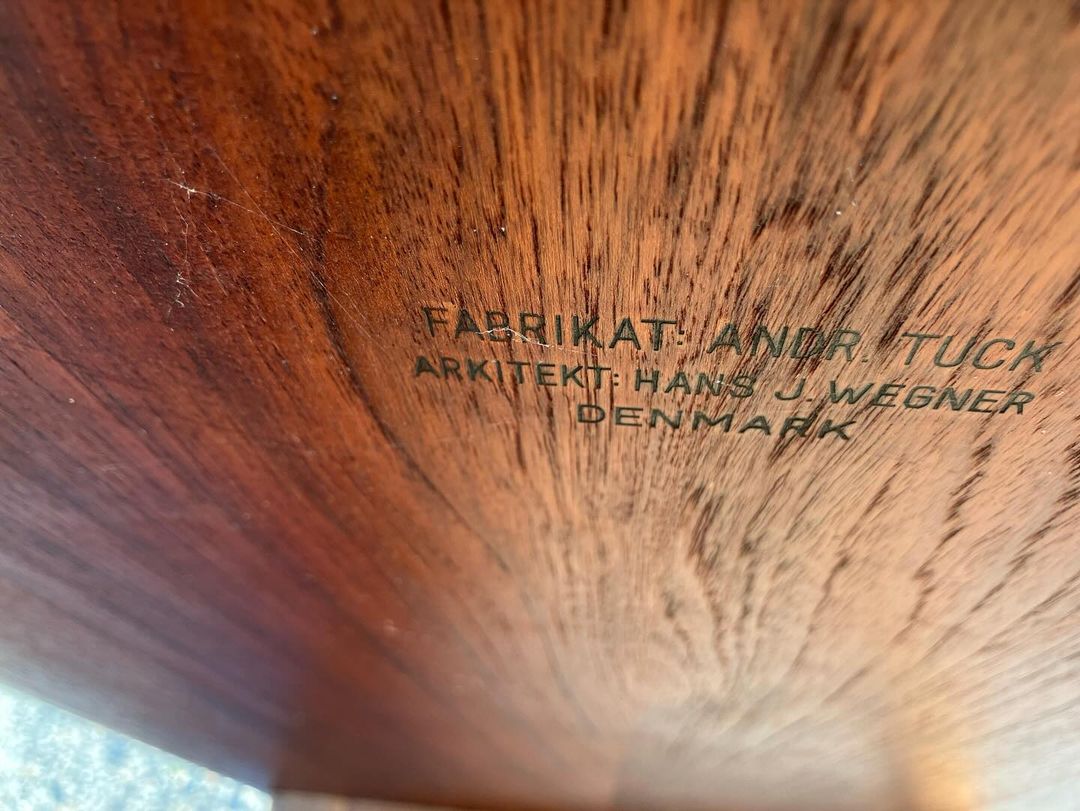 FABRIKAT: ANDR. TUCK
ARKITEKT: HANS J. WEGNER
DENMARK